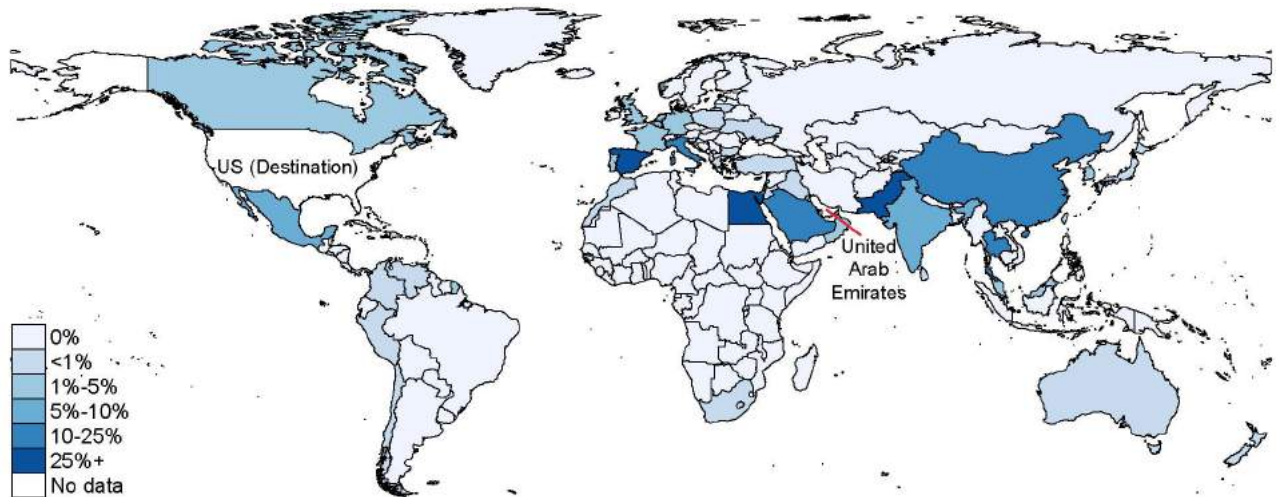 US (Destination)
United
Arab
Emirates
0%
<1%
1%-5%
5%-10%
10-25%
25%+
No data